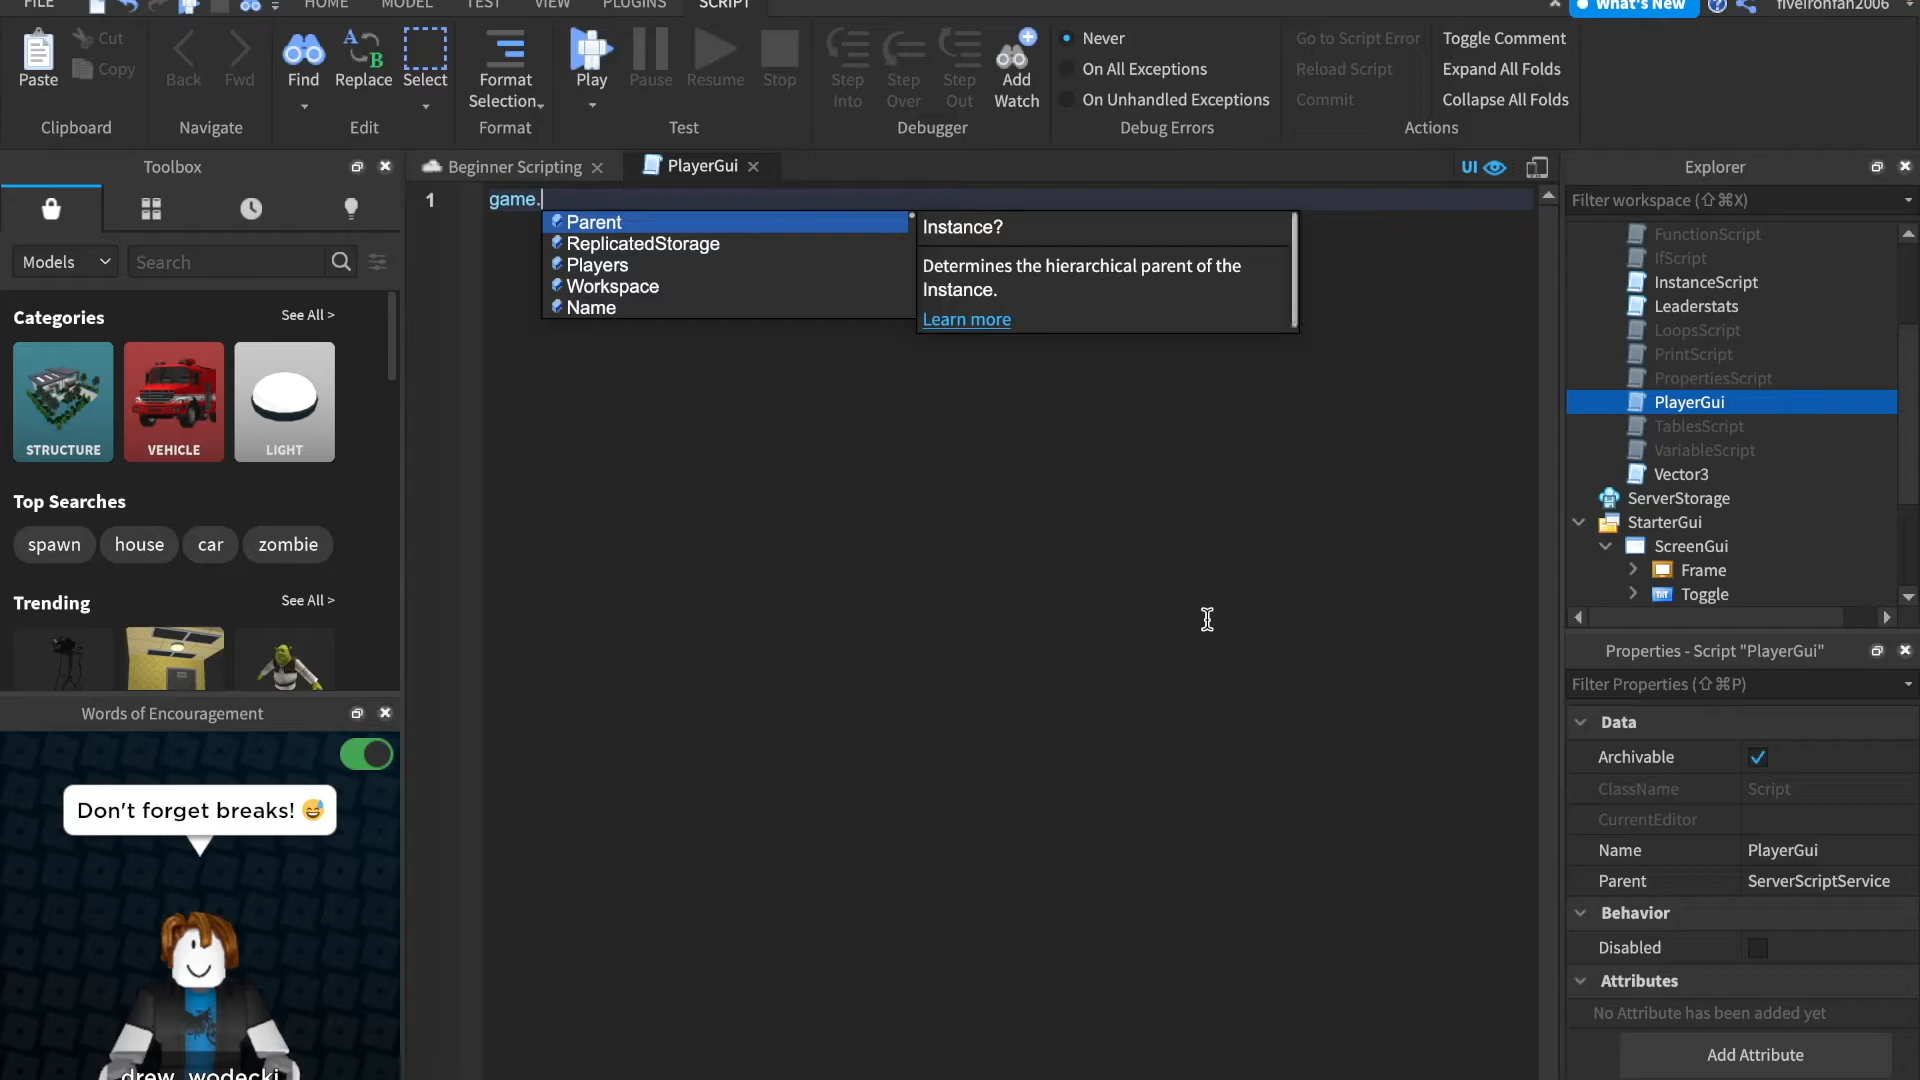 FILE
HOME
MODEL
TEST
VIEW
PLUGINS
SCRIPT
What's New
fiveironfan2006
Paste
Cut
Copy
Clipboard
Back
Fwd
Navigate
Find
Replace
Select
Edit
Format
Selection
Format
Play
Pause
Resume
Stop
Test
Step
Into
Step
Over
Step
Out
Add
Watch
Debugger
Never
On All Exceptions
On Unhandled Exceptions
Debug Errors
Go to Script Error
Reload Script
Commit
Toggle Comment
Expand All Folds
Collapse All Folds
Actions
Toolbox
Models
Search
Categories
See All >
STRUCTURE
VEHICLE
LIGHT
Top Searches
spawn
house
car
zombie
Trending
See All >
Words of Encouragement
Don't forget breaks! 😅
drew_wodecki
Beginner Scripting
PlayerGui
UI
1
game.
Parent
ReplicatedStorage
Players
Workspace
Name
Instance?
Determines the hierarchical parent of the
Instance.
Learn more
Explorer
Filter workspace (⇧⌘X)
FunctionScript
IfScript
InstanceScript
Leaderstats
LoopsScript
PrintScript
PropertiesScript
PlayerGui
TablesScript
VariableScript
Vector3
ServerStorage
StarterGui
ScreenGui
Frame
TXT
Toggle
Properties - Script "PlayerGui"
Filter Properties (⇧⌘P)
Data
Archivable
ClassName
Script
CurrentEditor
Name
PlayerGui
Parent
ServerScriptService
Behavior
Disabled
Attributes
No Attribute has been added yet
Add Attribute